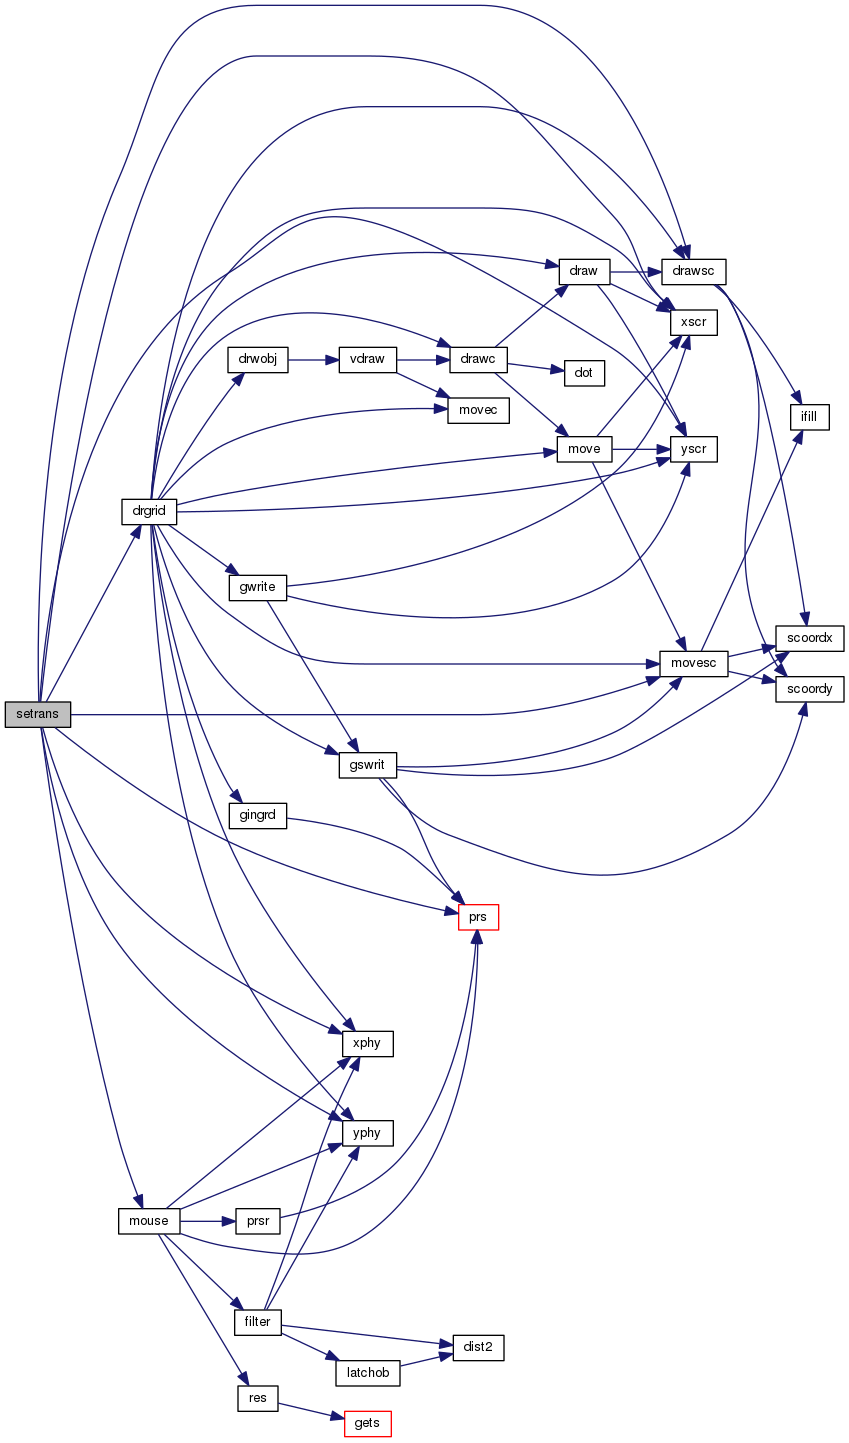 drawsc
draw
xscr
drwobj
vdraw
drawc
dot
movec
ifill
move
yscr
drgrid
gwrite
scoordx
movesc
scoordy
setrans
gswrit
gingrd
prs
xphy
yphy
mouse
prsr
filter
dist2
latchob
res
gets